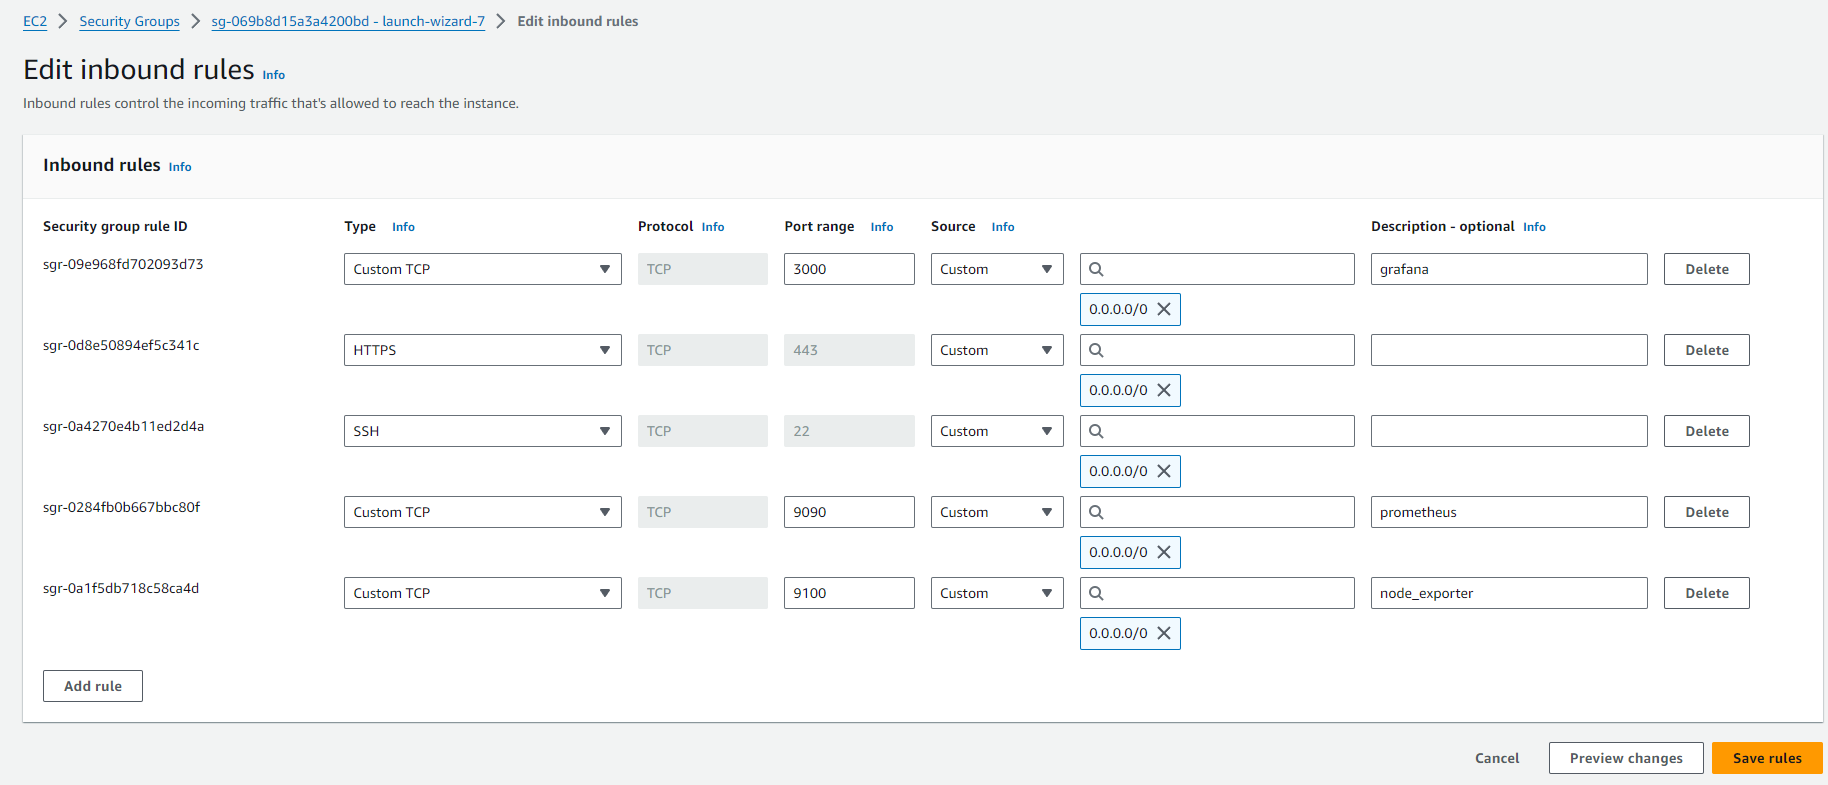 EC2 > Security Groups > sg-069b8d15a3a4200bd - launch-wizard-7 > Edit inbound rules
Edit inbound rules Info
Inbound rules control the incoming traffic that's allowed to reach the instance.
Inbound rules Info
Security group rule ID Type Info Protocol Info Port range Info Source Info Description - optional Info
sgr-09e968fd702093d73 Custom TCP TCP 3000 Custom grafana Delete
0.0.0.0/0
sgr-0d8e50894ef5c341c HTTPS TCP 443 Custom Delete
0.0.0.0/0
sgr-0a4270e4b11ed2d4a SSH TCP 22 Custom Delete
0.0.0.0/0
sgr-0284fb0b667bbc80f Custom TCP TCP 9090 Custom prometheus Delete
0.0.0.0/0
sgr-0a1f5db718c58ca4d Custom TCP TCP 9100 Custom node_exporter Delete
0.0.0.0/0
Add rule
Cancel Preview changes Save rules